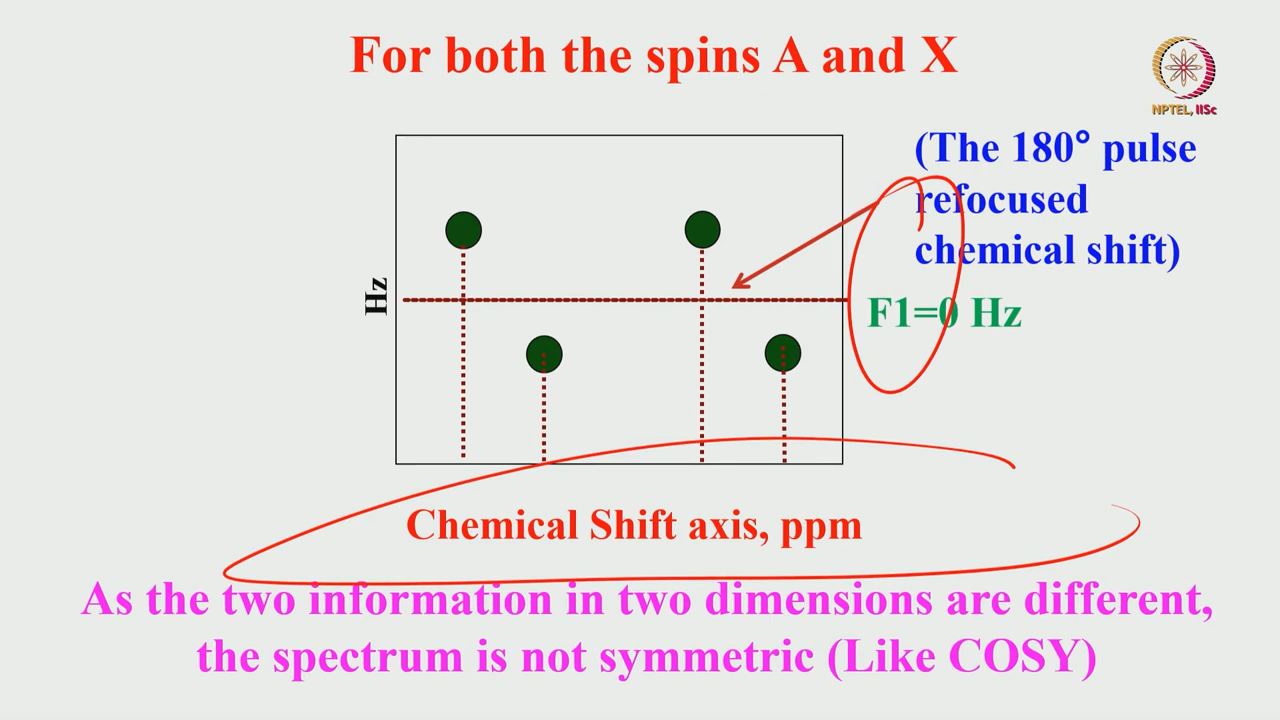 For both the spins A and X
NPTEL, IISc
(The 180° pulse
refocused
chemical shift)
Hz
F1=0 Hz
Chemical Shift axis, ppm
As the two information in two dimensions are different,
the spectrum is not symmetric (Like COSY)